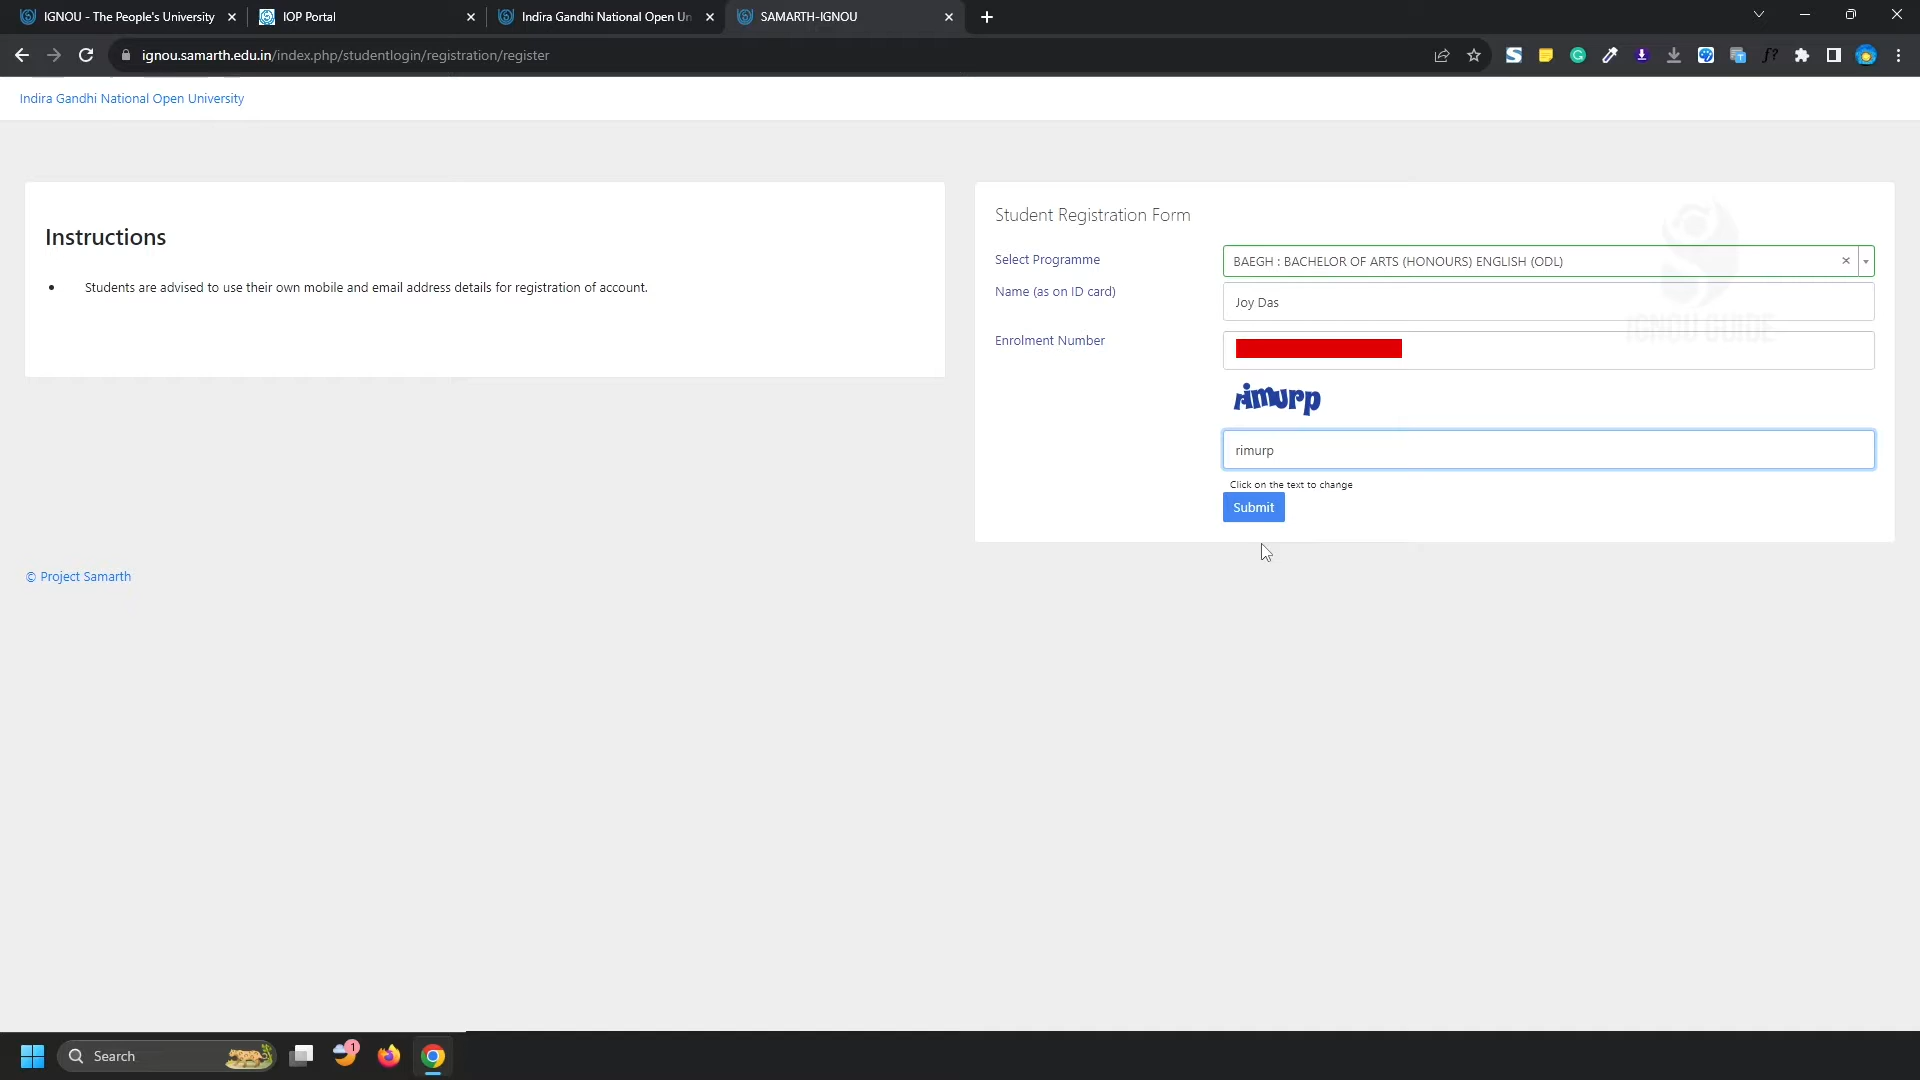 IGNOU - The People's University
IOP Portal
Indira Gandhi National Open Un
SAMARTH-IGNOU
ignou.samarth.edu.in/index.php/studentlogin/registration/register
Indira Gandhi National Open University
Instructions
• Students are advised to use their own mobile and email address details for registration of account.
© Project Samarth
Student Registration Form
Select Programme
BAEGH : BACHELOR OF ARTS (HONOURS) ENGLISH (ODL)
Name (as on ID card)
Joy Das
Enrolment Number
rimurp
rimurp
Click on the text to change
Submit
IGNOU GUIDE
Search
1